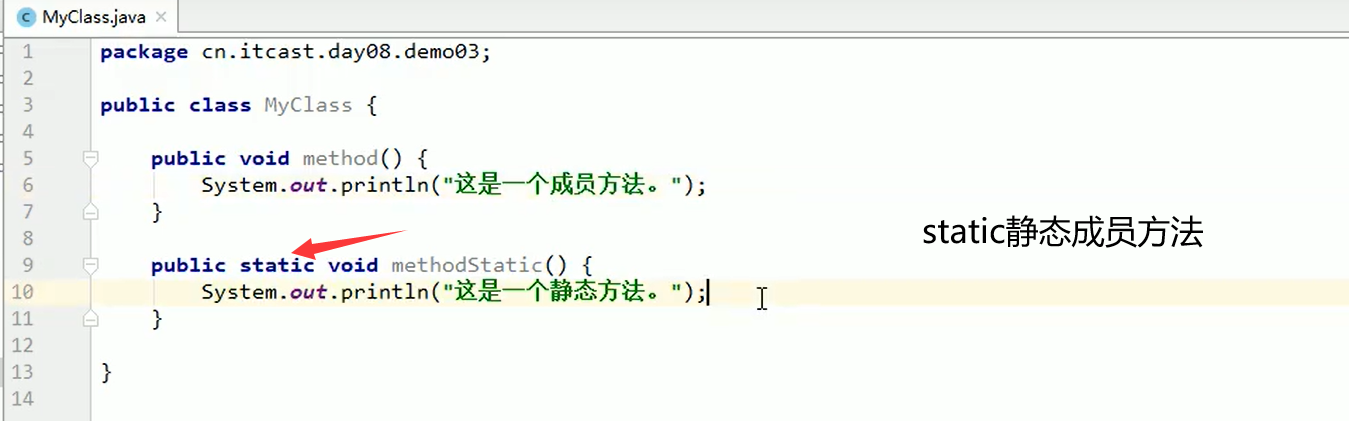 MyClass.java
1 package cn.itcast.day08.demo03;
2
3 public class MyClass {
4
5 public void method() {
6 System.out.println("这是一个成员方法。");
7 }
8
static静态成员方法
9 public static void methodStatic() {
10 System.out.println("这是一个静态方法。");
11 }
12
13 }
14